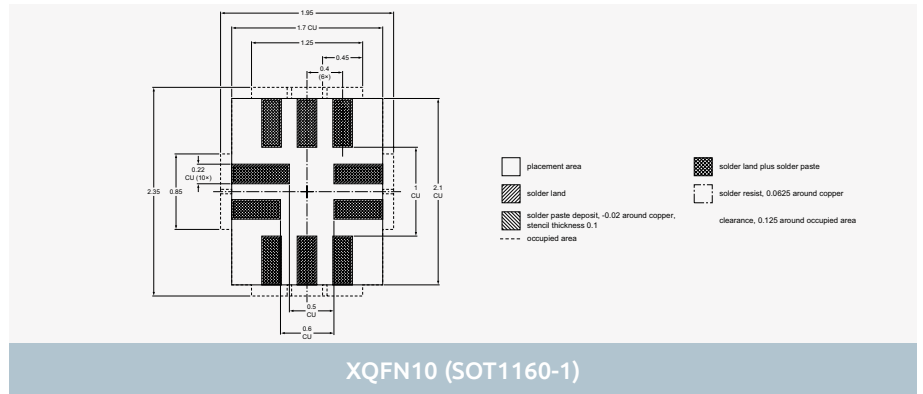 1.95
1.7 CU
1.25
0.45
0.4
(6×)
0.22
CU (10×)
2.35
0.85
1
CU
2.1
CU
0.5
CU
0.6
CU
placement area
solder land plus solder paste
solder land
solder resist, 0.0625 around copper
solder paste deposit, -0.02 around copper,
stencil thickness 0.1
clearance, 0.125 around occupied area
occupied area
XQFN10 (SOT1160-1)